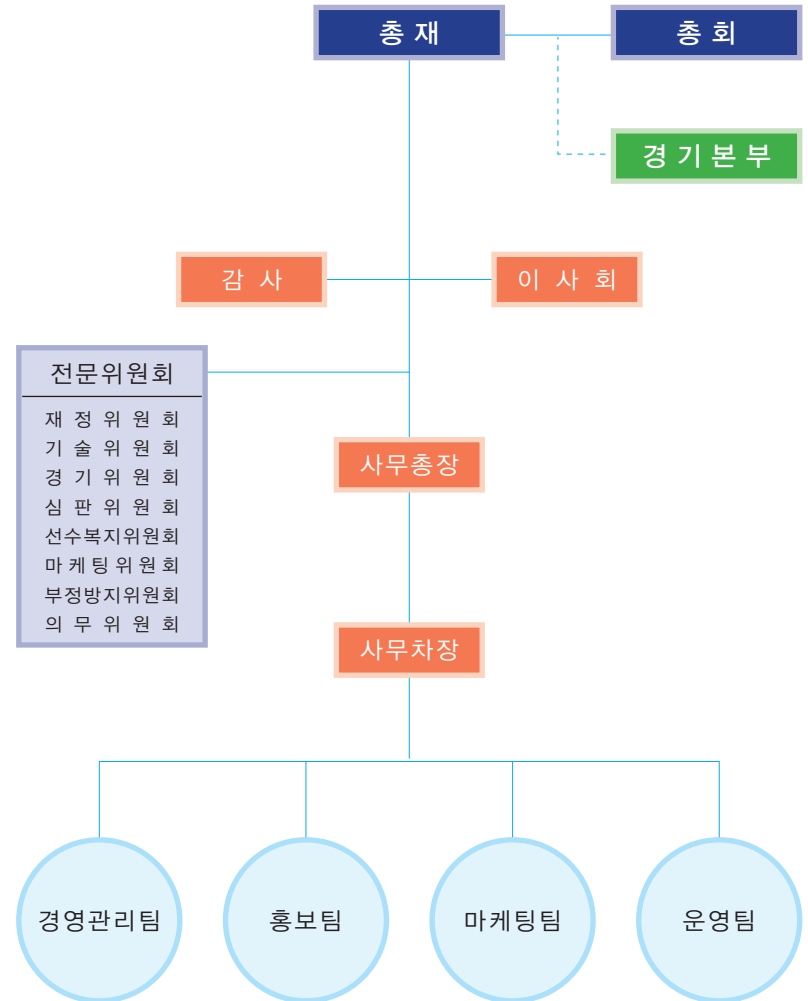 총 재
총 회
경 기 본 부
감 사
이 사 회
전문위원회
재 정 위 원 회
기 술 위 원 회
경 기 위 원 회
심 판 위 원 회
선수복지위원회
마 케 팅 위 원 회
부정방지위원회
의 무 위 원 회
사무총장
사무차장
경영관리팀
홍보팀
마케팅팀
운영팀